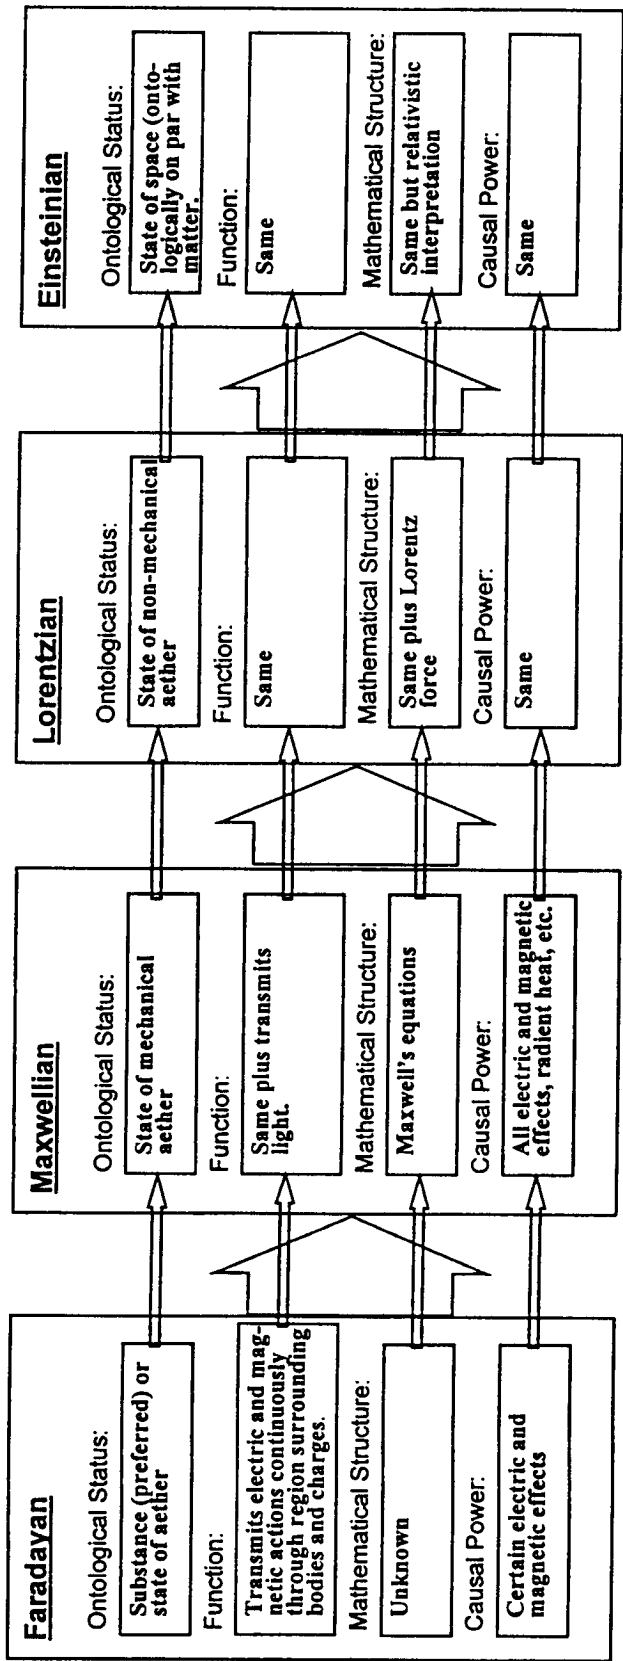 Faradayan
Ontological Status:
Substance (preferred) or
state of aether
Function:
Transmits electric and mag-
netic actions continuously
through region surrounding
bodies and charges.
Mathematical Structure:
Unknown
Causal Power:
Certain electric and
magnetic effects
Maxwellian
Ontological Status:
State of mechanical
aether
Function:
Same plus transmits
light.
Mathematical Structure:
Maxwell's equations
Causal Power:
All electric and magnetic
effects, radient heat, etc.
Lorentzian
Ontological Status:
State of non-mechanical
aether
Function:
Same
Mathematical Structure:
Same plus Lorentz
force
Causal Power:
Same
Einsteinian
Ontological Status:
State of space (onto-
logically on par with
matter.
Function:
Same
Mathematical Structure:
Same but relativistic
interpretation
Causal Power:
Same